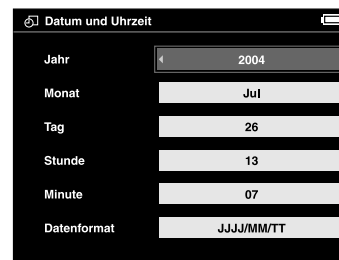 Datum und Uhrzeit
Jahr 2004
Monat Jul
Tag 26
Stunde 13
Minute 07
Datenformat JJJJ/MM/TT